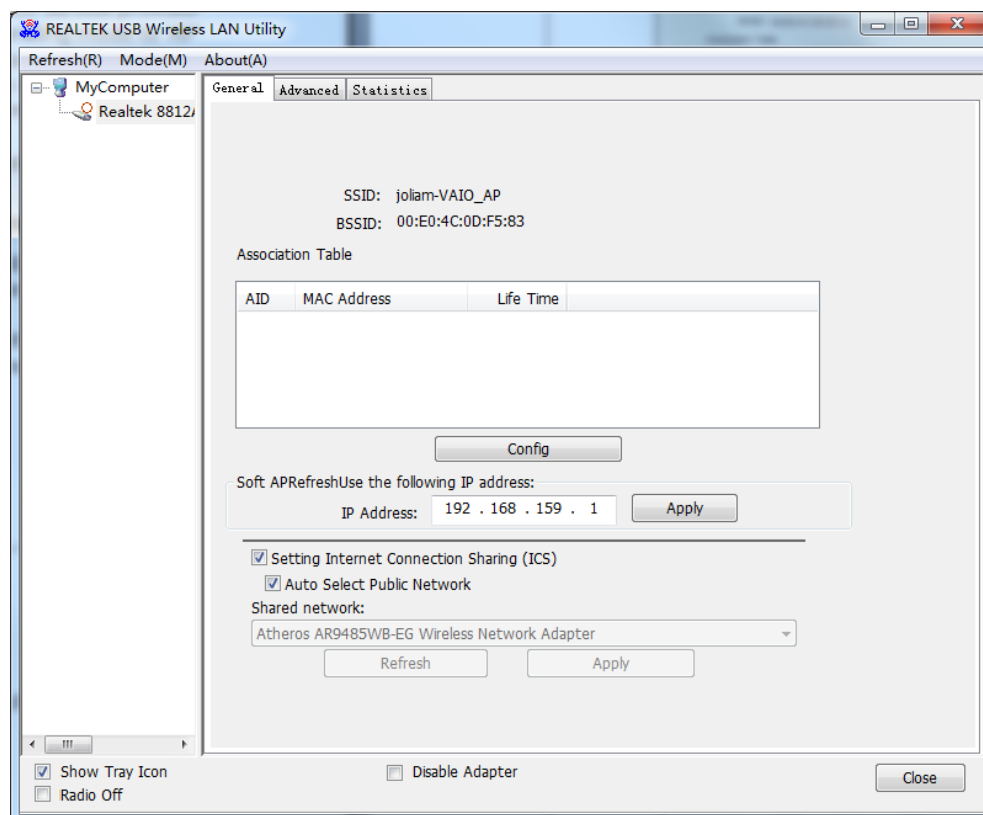 REALTEK USB Wireless LAN Utility
Refresh(R) Mode(M) About(A)
MyComputer
Realtek 8812A
General Advanced Statistics
SSID: joliam-VAIO_AP
BSSID: 00:E0:4C:0D:F5:83
Association Table
AID MAC Address Life Time
Config
Soft APRefreshUse the following IP address:
IP Address: 192 . 168 . 159 . 1 Apply
Setting Internet Connection Sharing (ICS)
Auto Select Public Network
Shared network:
Atheros AR9485WB-EG Wireless Network Adapter
Refresh Apply
Show Tray Icon Disable Adapter Close
Radio Off